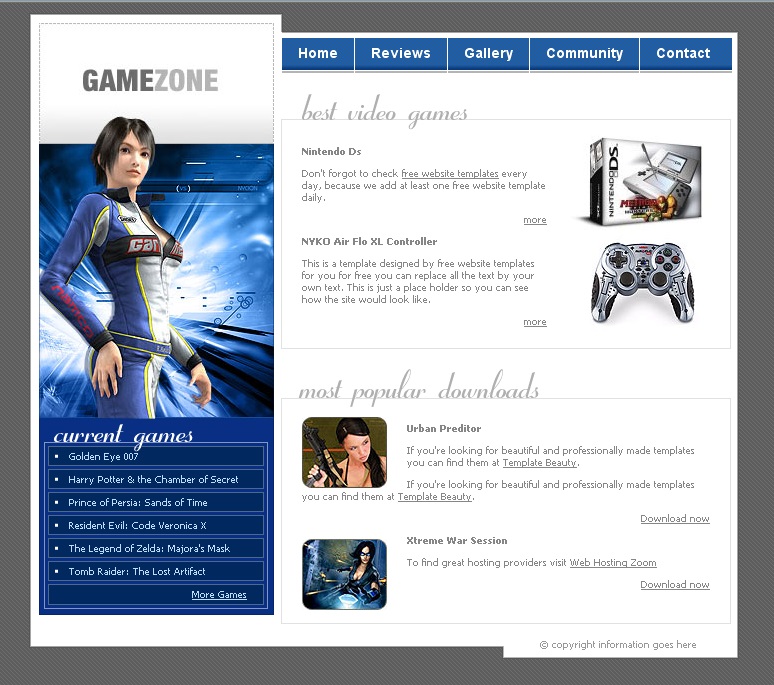 GAMEZONE
Home Reviews Gallery Community Contact
best video games
Nintendo Ds
Don't forgot to check free website templates every
day, because we add at least one free website template
daily.
more
NINTENDO DS
METROID
NYKO Air Flo XL Controller
This is a template designed by free website templates
for you for free you can replace all the text by your
own text. This is just a place holder so you can see
how the site would look like.
more
current games
Golden Eye 007
Harry Potter & the Chamber of Secret
Prince of Persia: Sands of Time
Resident Evil: Code Veronica X
The Legend of Zelda: Majora's Mask
Tomb Raider: The Lost Artifact
More Games
most popular downloads
Urban Preditor
If you're looking for beautiful and professionally made templates
you can find them at Template Beauty.
If you're looking for beautiful and professionally made templates
you can find them at Template Beauty.
Download now
Xtreme War Session
To find great hosting providers visit Web Hosting Zoom
Download now
© copyright information goes here